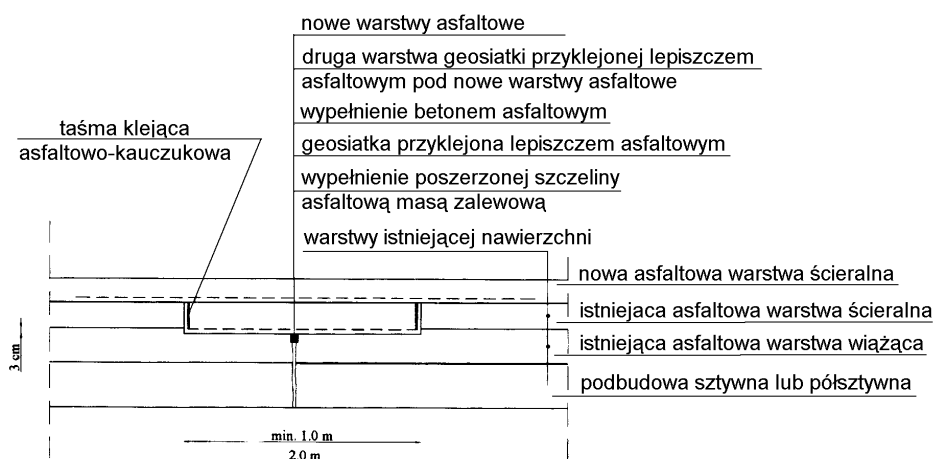 nowe warstwy asfaltowe
druga warstwa geosiatki przyklejonej lepiszczem
asfaltowym pod nowe warstwy asfaltowe
wypełnienie betonem asfaltowym
taśma klejąca
asfaltowo-kauczukowa
geosiatka przyklejona lepiszczem asfaltowym
wypełnienie poszerzonej szczeliny
asfaltową masą zalewową
warstwy istniejącej nawierzchni
nowa asfaltowa warstwa ścieralna
istniejaca asfaltowa warstwa ścieralna
istniejąca asfaltowa warstwa wiążąca
podbudowa sztywna lub półsztywna
3 cm
min. 1.0 m
2.0 m